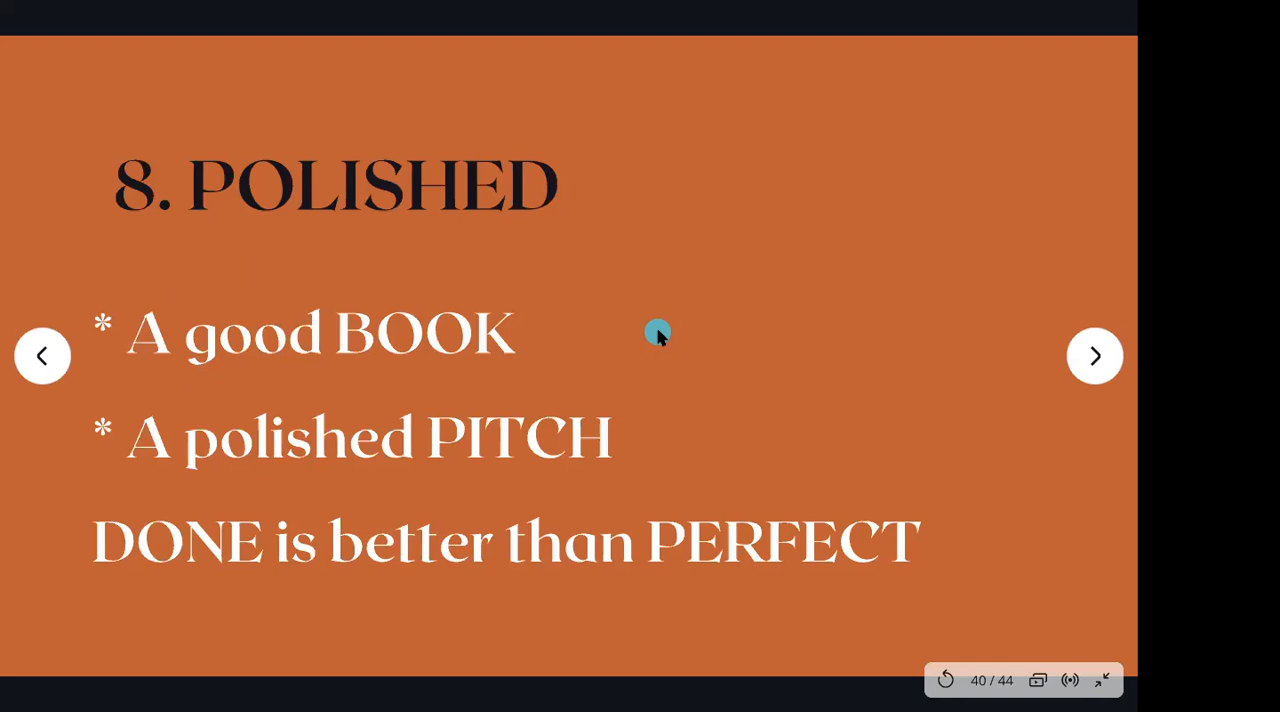 8. POLISHED
* A good BOOK
* A polished PITCH
DONE is better than PERFECT
40 / 44